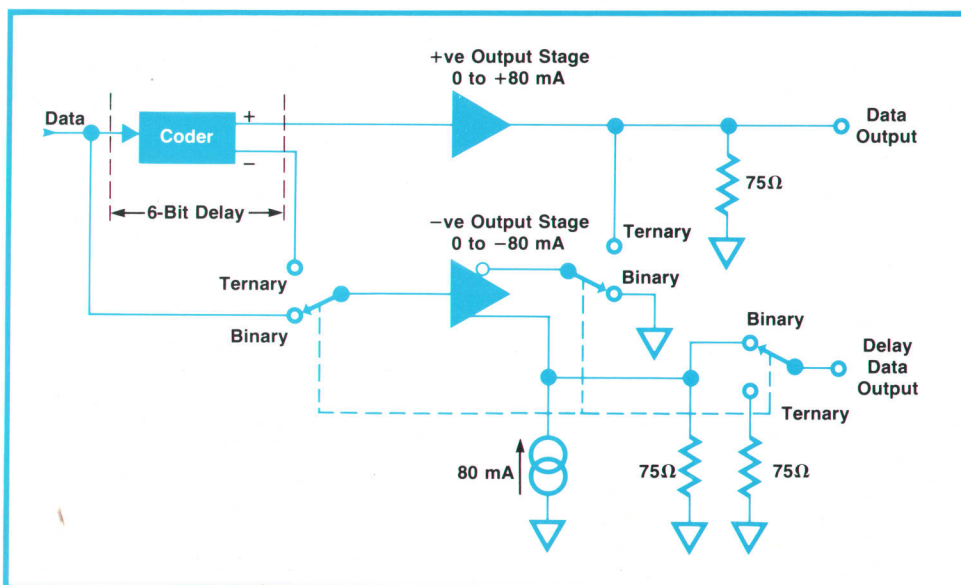 +ve Output Stage
0 to +80 mA
Data
Coder
+
−
Data
Output
75Ω
6-Bit Delay
−ve Output Stage
0 to −80 mA
Ternary
Ternary
Binary
Binary
Binary
Delay
Data
Output
Ternary
80 mA
75Ω
75Ω